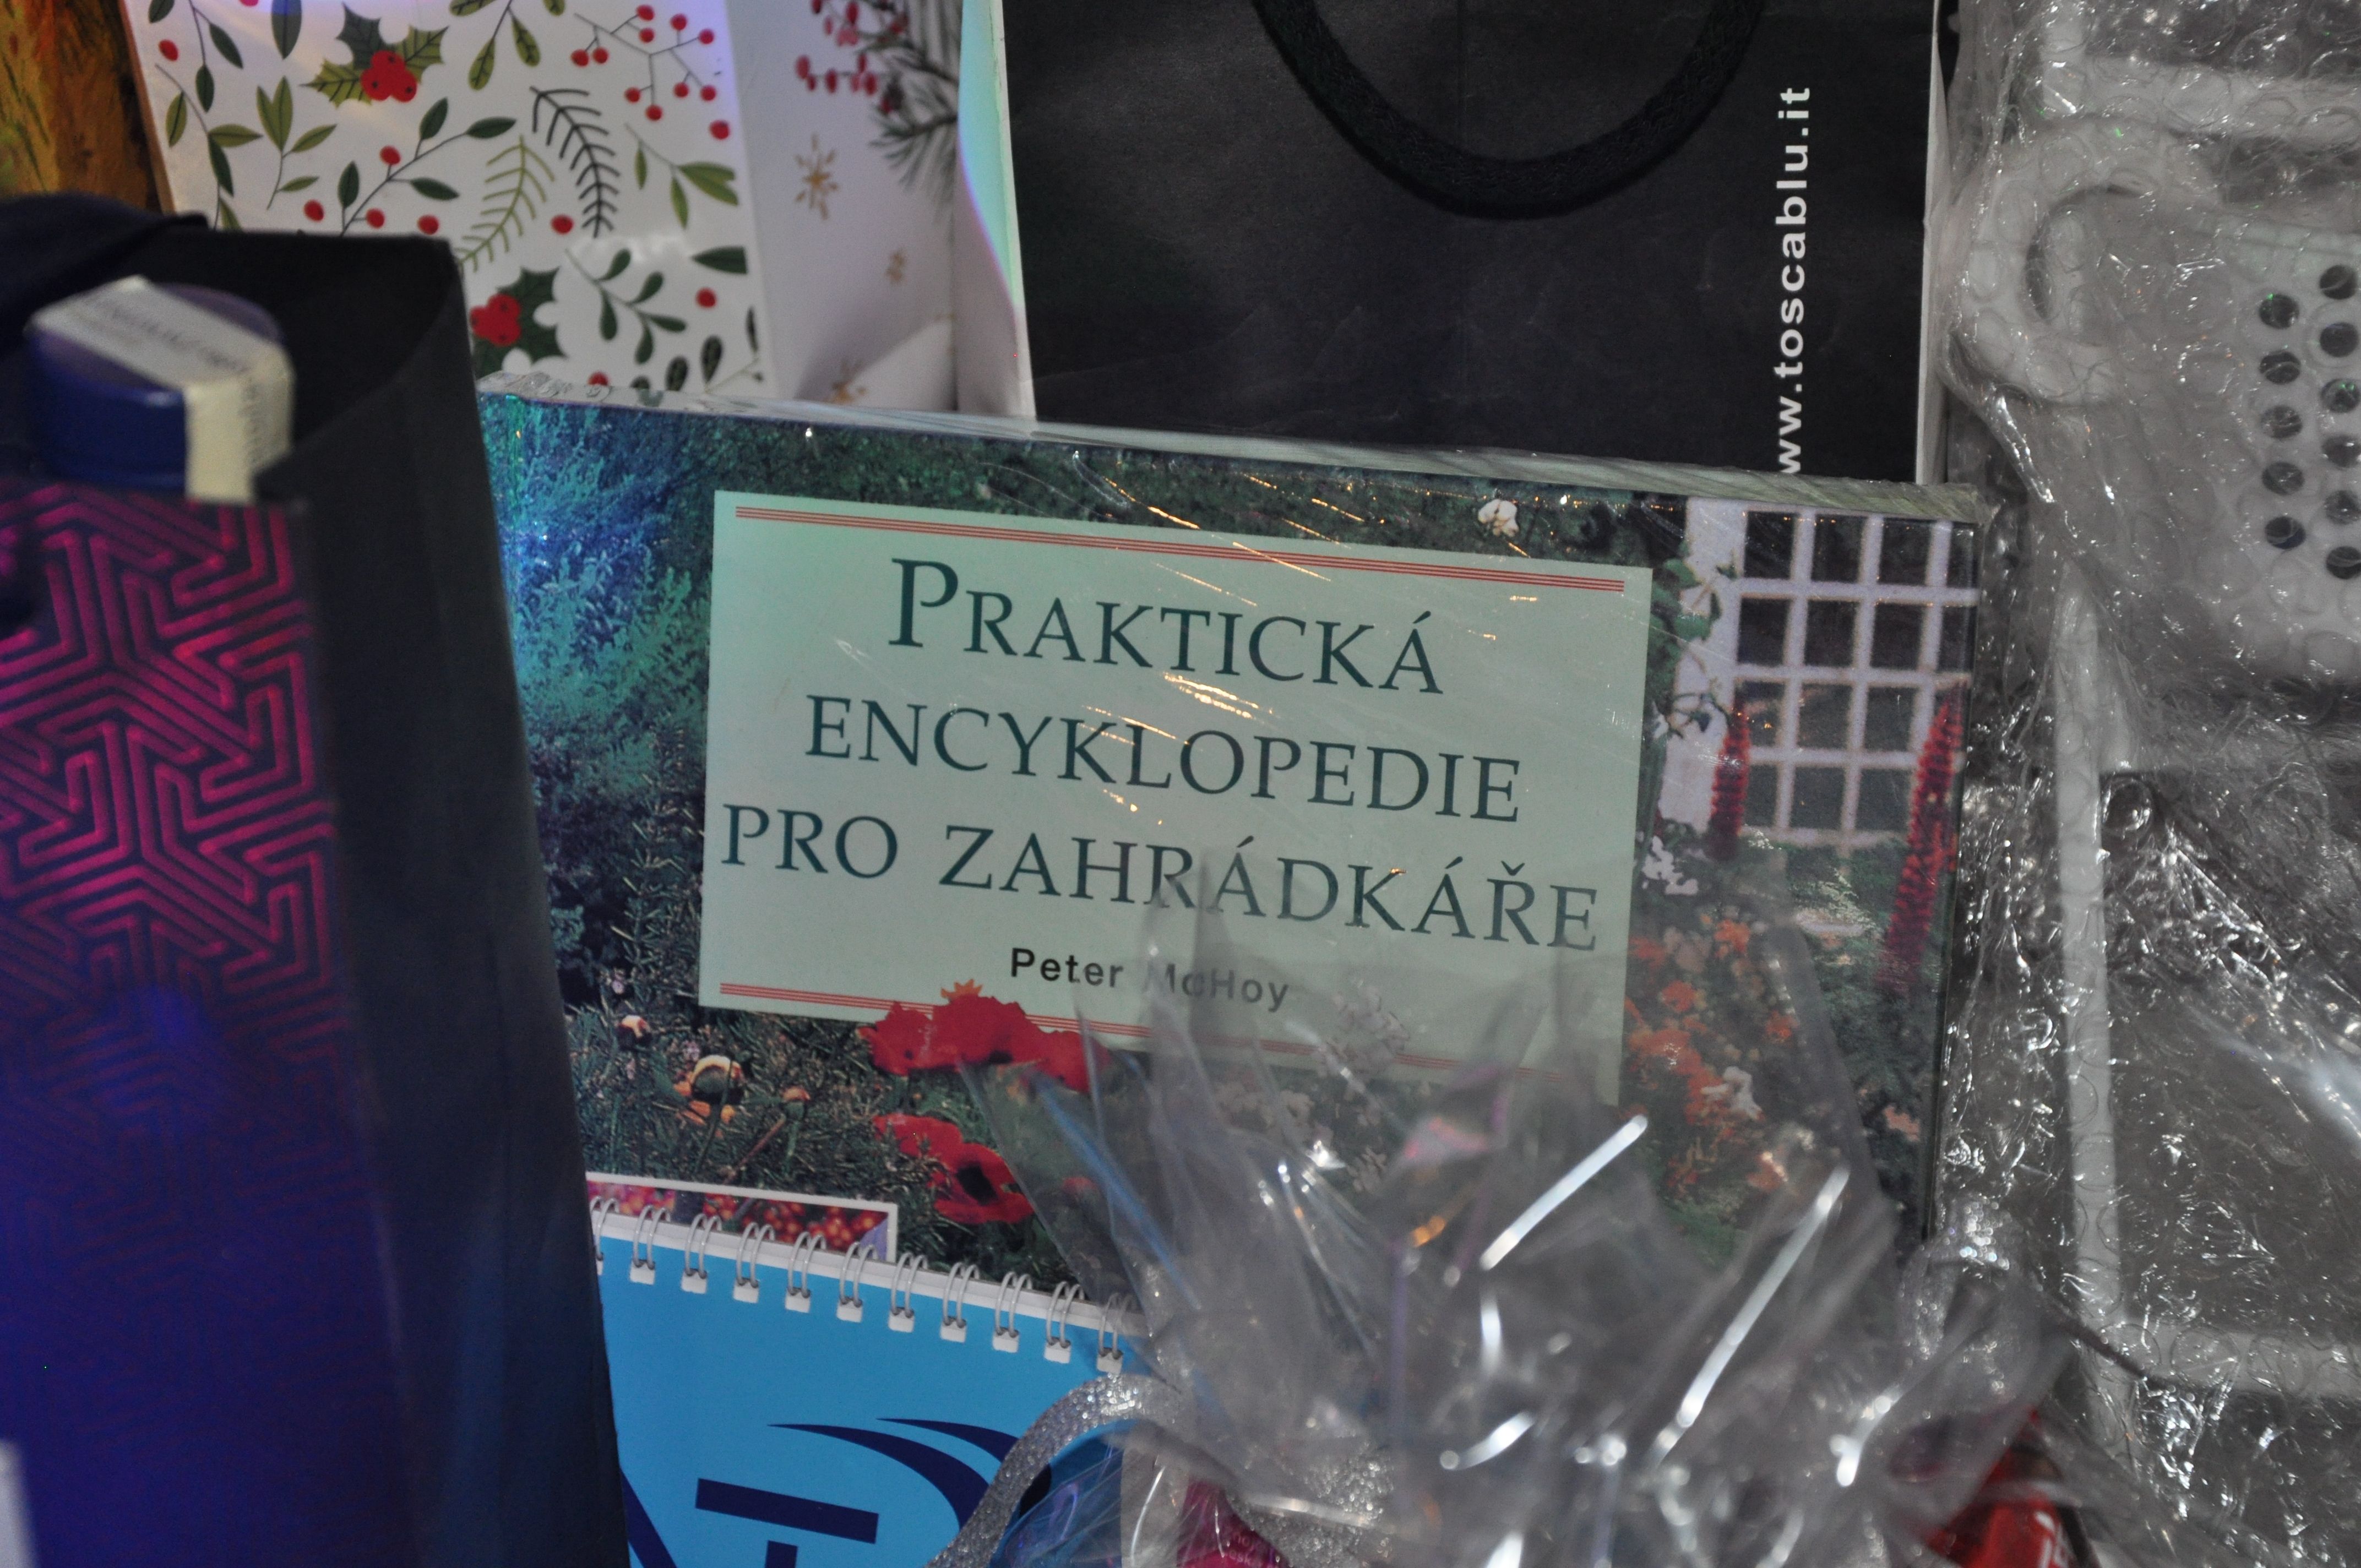 www.toscablu.it
PRAKTICKÁ
ENCYKLOPEDIE
PRO ZAHRÁDKÁŘE
Peter McHoy